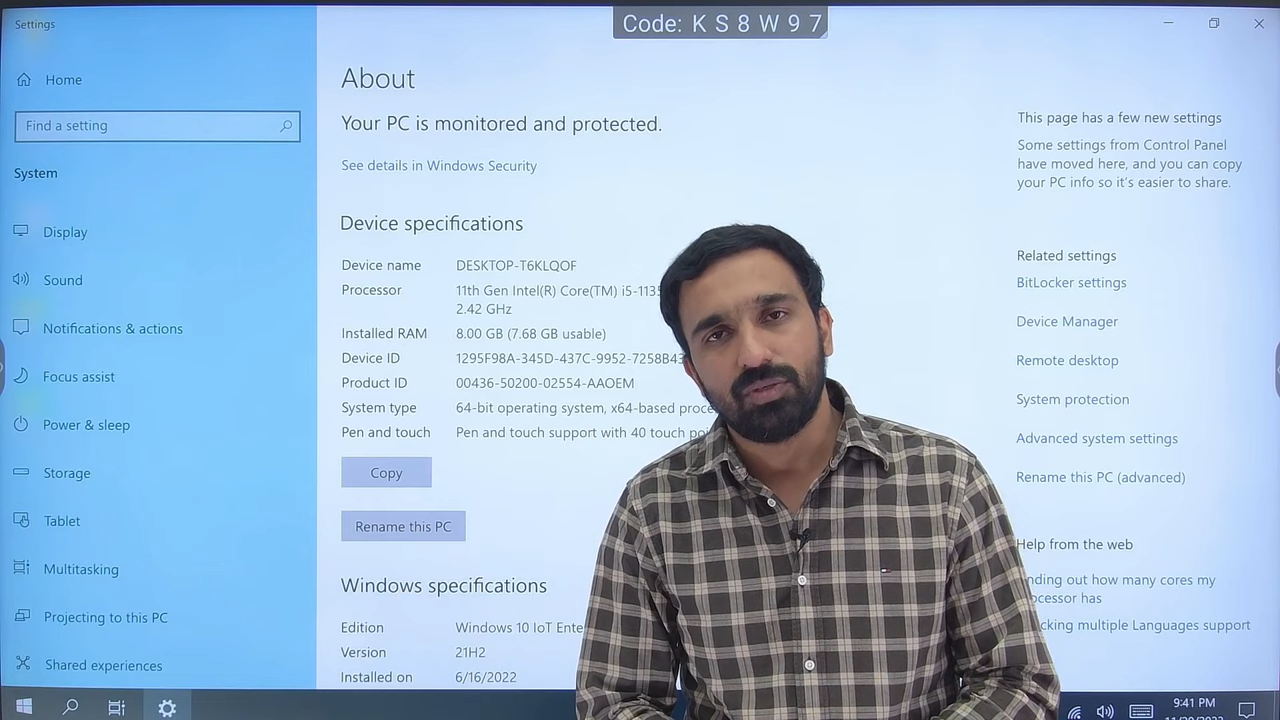 Settings
Code: K S 8 W 9 7
Home
Find a setting
System
Display
Sound
Notifications & actions
Focus assist
Power & sleep
Storage
Tablet
Multitasking
Projecting to this PC
Shared experiences
About
Your PC is monitored and protected.
See details in Windows Security
Device specifications
Device name DESKTOP-T6KLQOF
Processor 11th Gen Intel(R) Core(TM)
2.42 GHz
Installed RAM 8.00 GB (7.68 GB usable)
Device ID 1295F98A-345D-437C-9952-7258B43
Product ID 00436-50200-02554-AAOEM
System type 64-bit operating system, x64-based
Pen and touch Pen and touch support with 40 touch
Copy
Rename this PC
Windows specifications
Edition Windows 10 IoT
Version 21H2
Installed on 6/16/2022
This page has a few new settings
Some settings from Control Panel
have moved here, and you can copy
your PC info so it's easier to share.
Related settings
BitLocker settings
Device Manager
Remote desktop
System protection
Advanced system settings
Rename this PC (advanced)
Help from the web
out how many cores my
has
multiple Languages support
9:41 PM